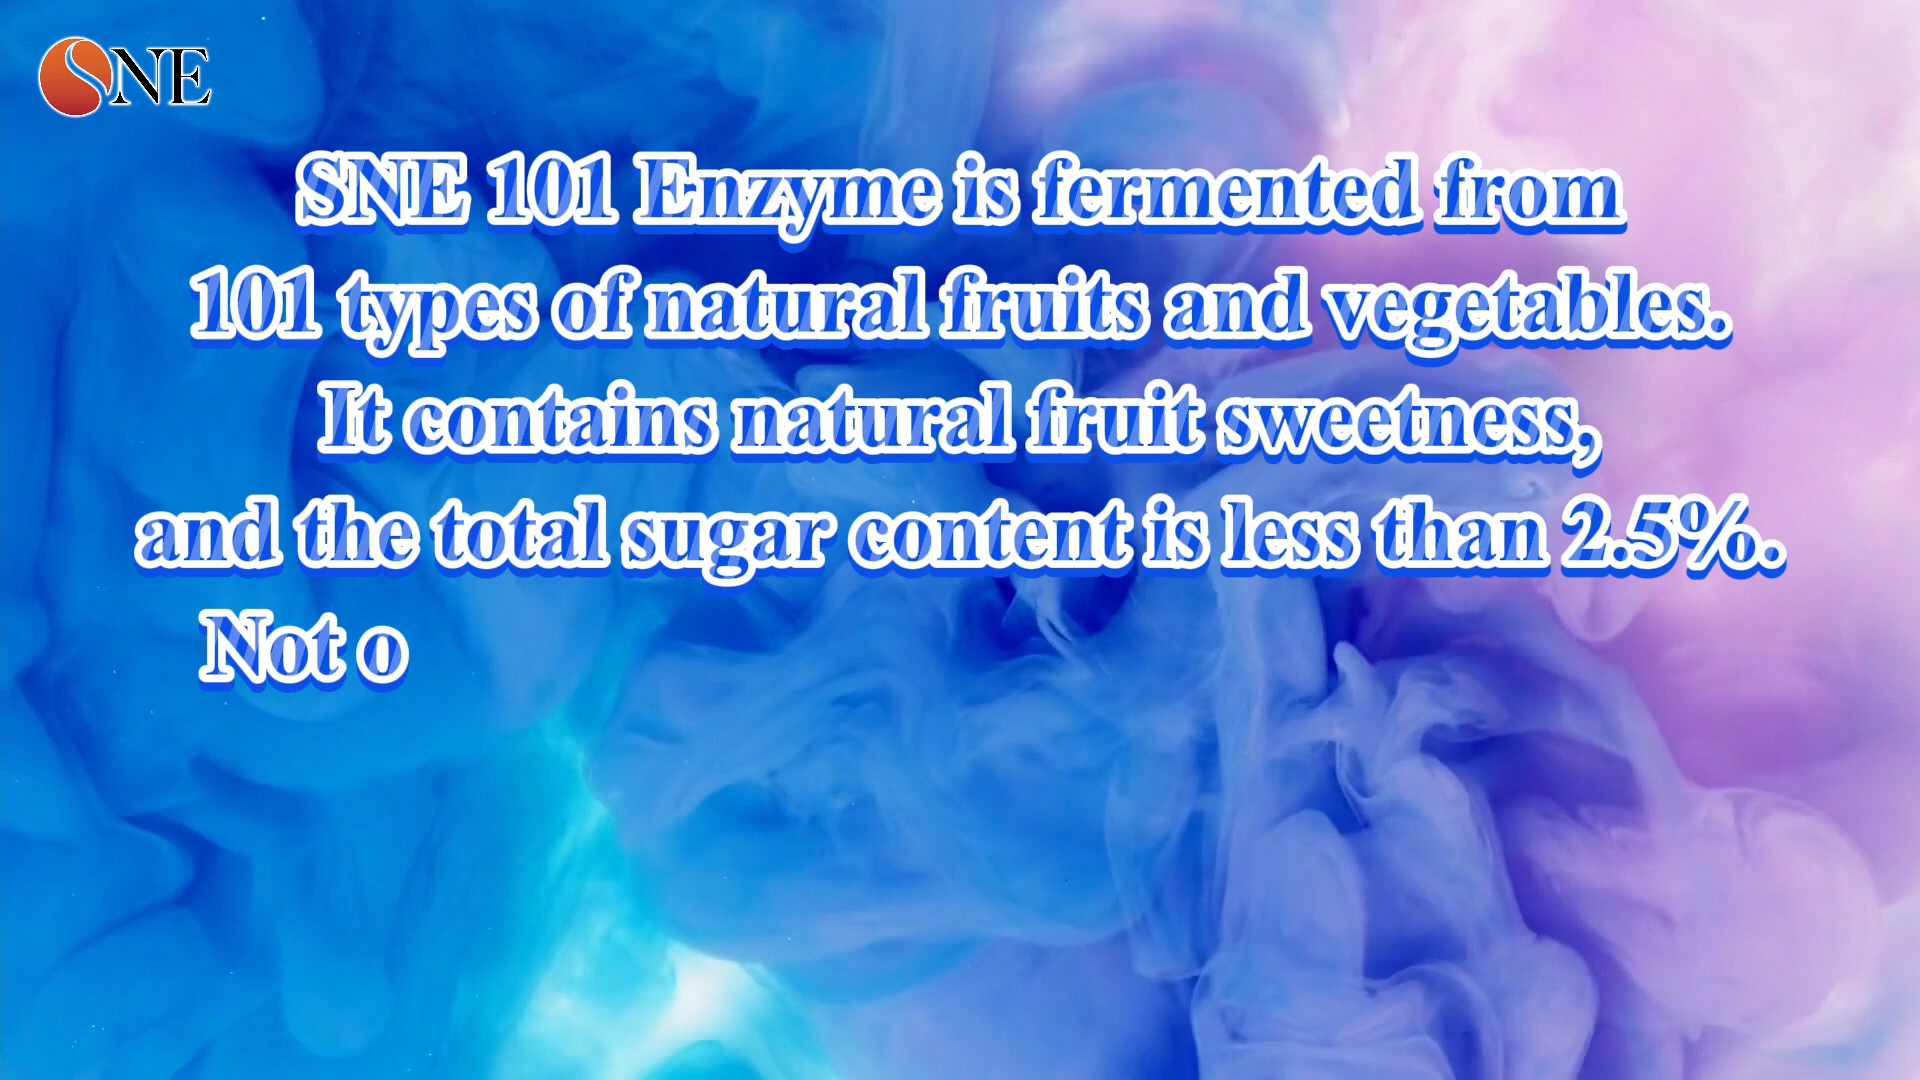 SNE
SNE 101 Enzyme is fermented from
101 types of natural fruits and vegetables.
It contains natural fruit sweetness,
and the total sugar content is less than 2.5%.
Not o